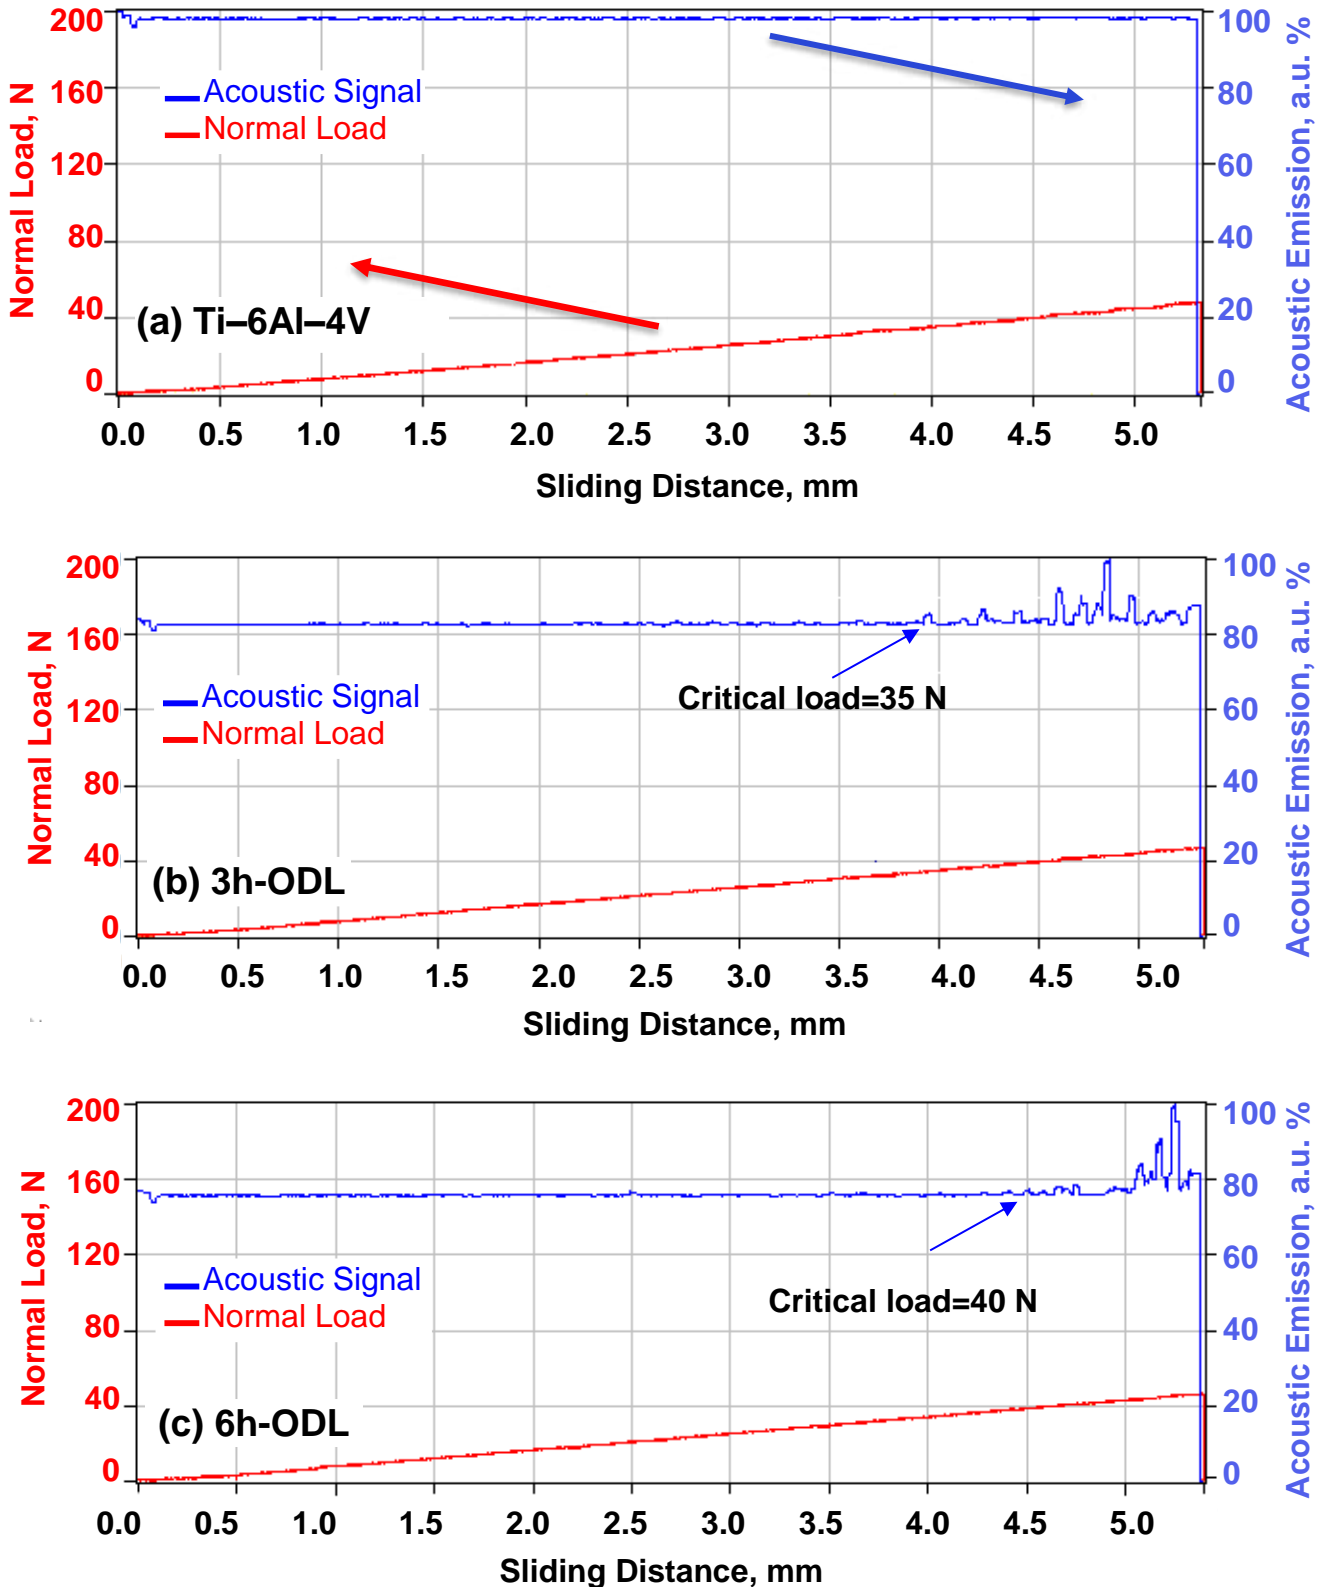 200
160
120
80
40
0
Normal Load, N
100
80
60
40
20
0
Acoustic Emission, a.u. %
Acoustic Signal
Normal Load
(a) Ti–6Al–4V
0.0 0.5 1.0 1.5 2.0 2.5 3.0 3.5 4.0 4.5 5.0
Sliding Distance, mm
200
160
120
80
40
0
Normal Load, N
100
80
60
40
20
0
Acoustic Emission, a.u. %
Acoustic Signal
Normal Load
Critical load=35 N
(b) 3h-ODL
0.0 0.5 1.0 1.5 2.0 2.5 3.0 3.5 4.0 4.5 5.0
Sliding Distance, mm
200
160
120
80
40
0
Normal Load, N
100
80
60
40
20
0
Acoustic Emission, a.u. %
Acoustic Signal
Normal Load
Critical load=40 N
(c) 6h-ODL
0.0 0.5 1.0 1.5 2.0 2.5 3.0 3.5 4.0 4.5 5.0
Sliding Distance, mm